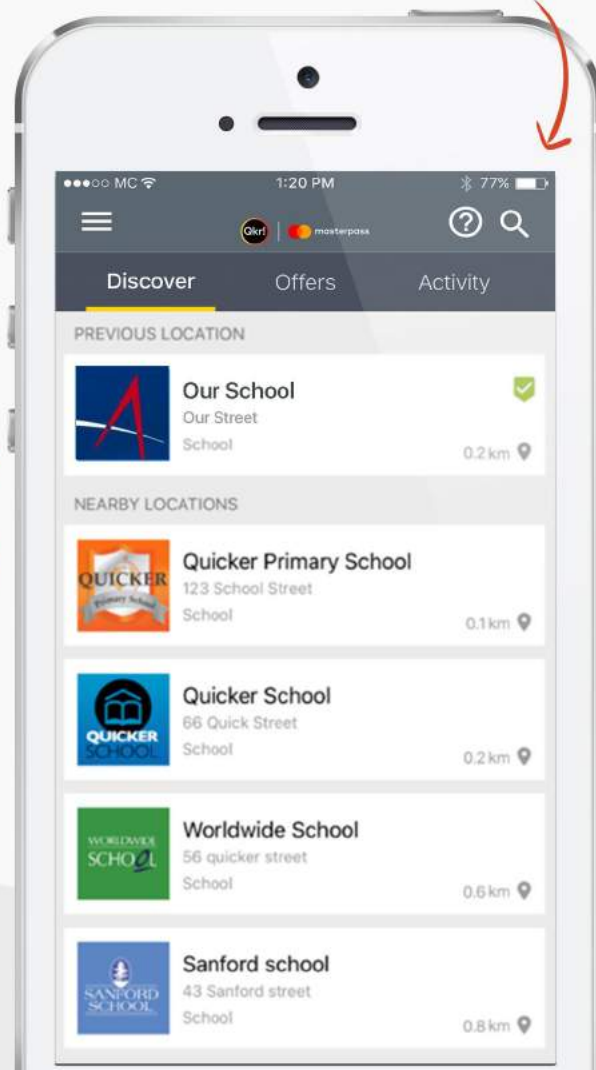 MC 1:20 PM 77%
Qkr! masterpass
Discover Offers Activity
PREVIOUS LOCATION
Our School
Our Street
School
0.2 km
NEARBY LOCATIONS
QUICKER
Primary School
Quicker Primary School
123 School Street
School
0.1 km
QUICKER
SCHOOL
Quicker School
66 Quick Street
School
0.2 km
WORLDWIDE
SCHOOL
Worldwide School
56 quicker street
School
0.6 km
SANFORD
SCHOOL
Sanford school
43 Sanford street
School
0.8 km